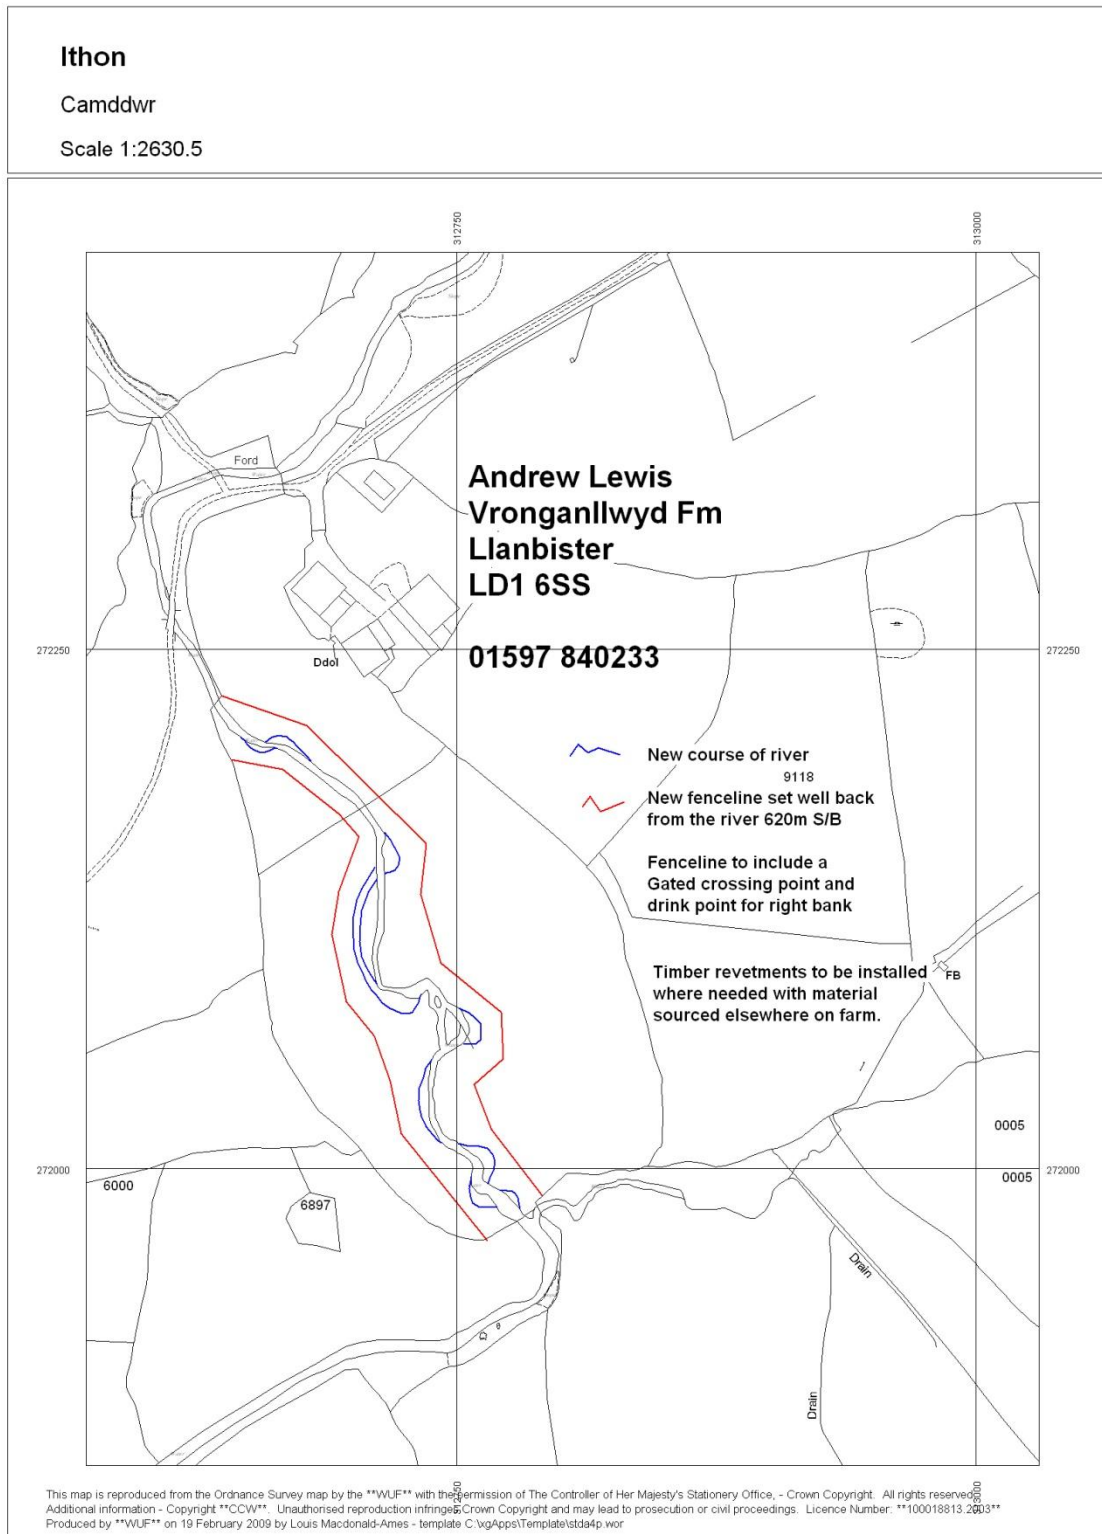 Ithon
Camddwr
Scale 1:2630.5
312750
313000
Ford
Andrew Lewis
Vronganllwyd Fm
Llanbister
LD1 6SS
272250
Ddol
01597 840233
272250
New course of river
9118
New fenceline set well back
from the river 620m S/B
Fenceline to include a
Gated crossing point and
drink point for right bank
Timber revetments to be installed
where needed with material
sourced elsewhere on farm.
FB
0005
272000
272000
6000
6897
0005
Drain
Drain
312750
313000
This map is reproduced from the Ordnance Survey map by the **WUF** with the permission of The Controller of Her Majesty's Stationery Office, - Crown Copyright. All rights reserved
Additional information - Copyright **CCW**. Unauthorised reproduction infringes Crown Copyright and may lead to prosecution or civil proceedings. Licence Number: **100018813.2003**
Produced by **WUF** on 19 February 2009 by Louis Macdonald-Ames - template C:\xgApps\Template\stda4p.wor